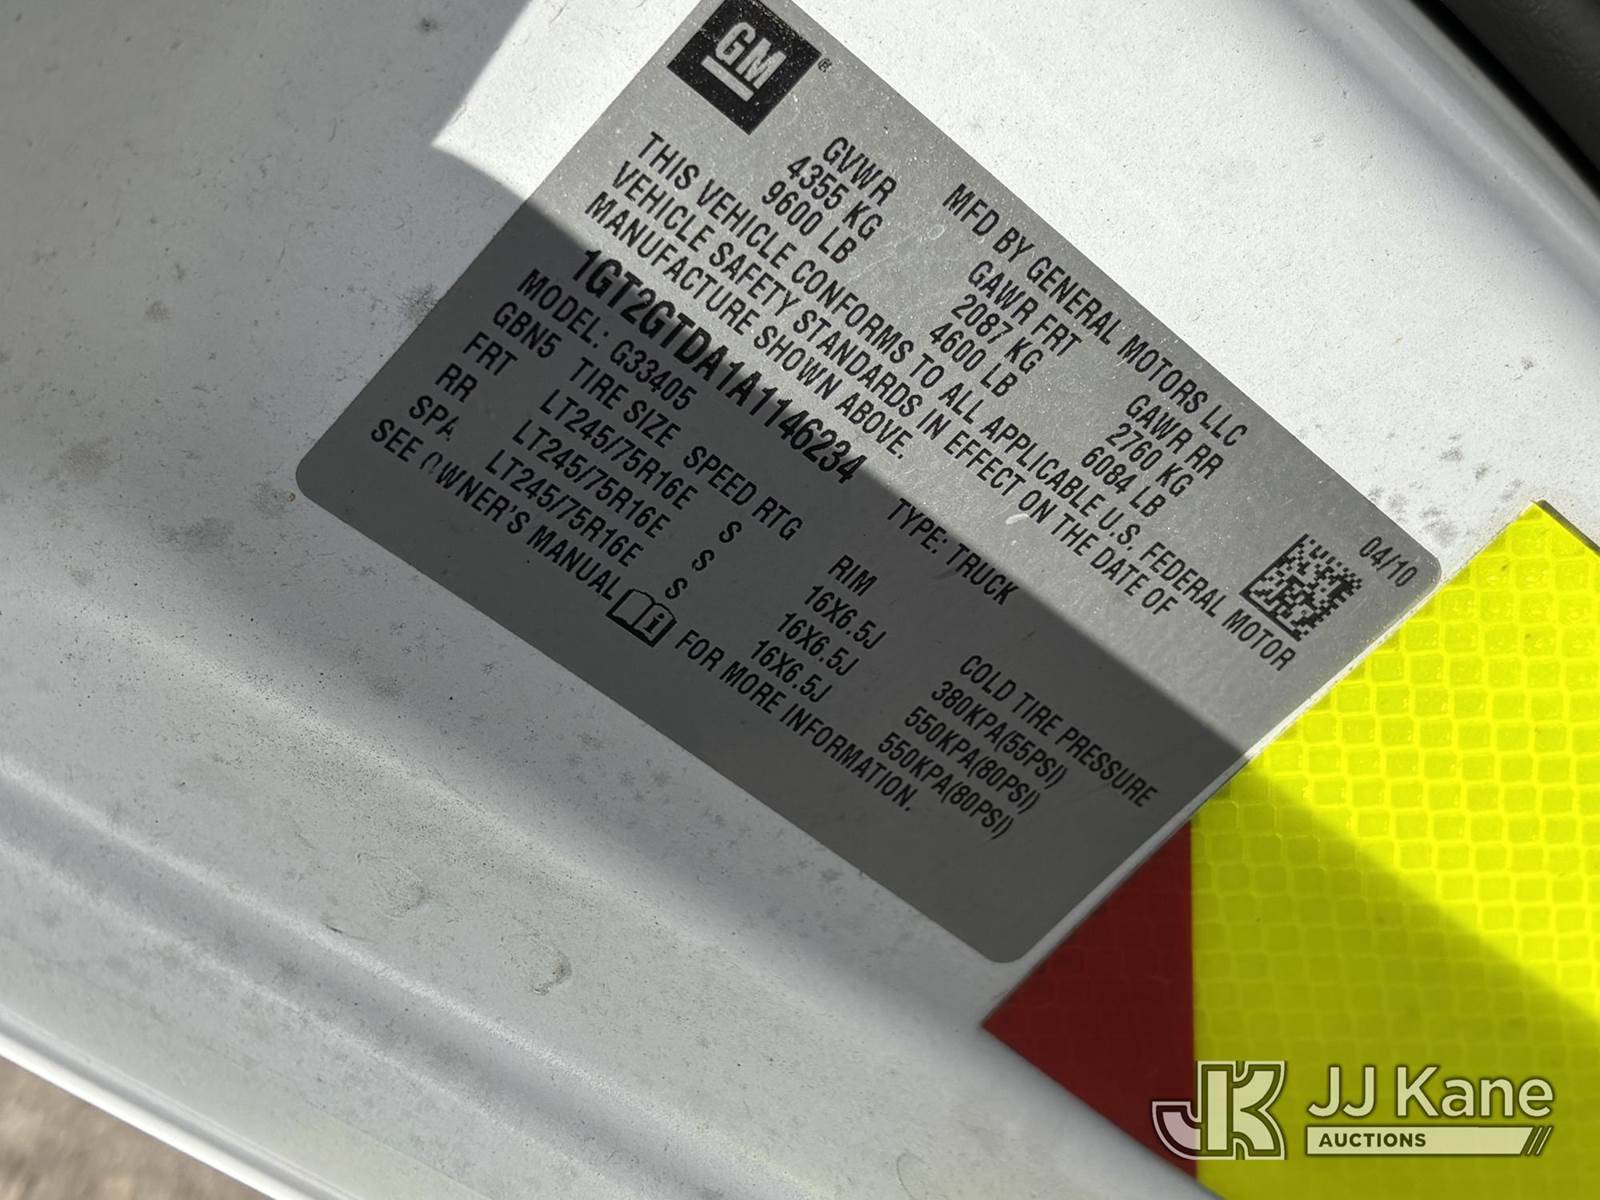 GM®
MFD BY GENERAL MOTORS LLC 04/10
GVWR GAWR FRT GAWR RR
4355 KG 2087 KG 2760 KG
9600 LB 4600 LB 6084 LB
THIS VEHICLE CONFORMS TO ALL APPLICABLE U.S. FEDERAL MOTOR
VEHICLE SAFETY STANDARDS IN EFFECT ON THE DATE OF
MANUFACTURE SHOWN ABOVE.
1GT2GTDA1A1146234 TYPE: TRUCK
MODEL: G33405
GBN5 TIRE SIZE SPEED RTG RIM COLD TIRE PRESSURE
FRT LT245/75R16E S 16X6.5J 380KPA(55PSI)
RR LT245/75R16E S 16X6.5J 550KPA(80PSI)
SPA LT245/75R16E S 16X6.5J 550KPA(80PSI)
SEE OWNER'S MANUAL FOR MORE INFORMATION.
JK JJ Kane
AUCTIONS